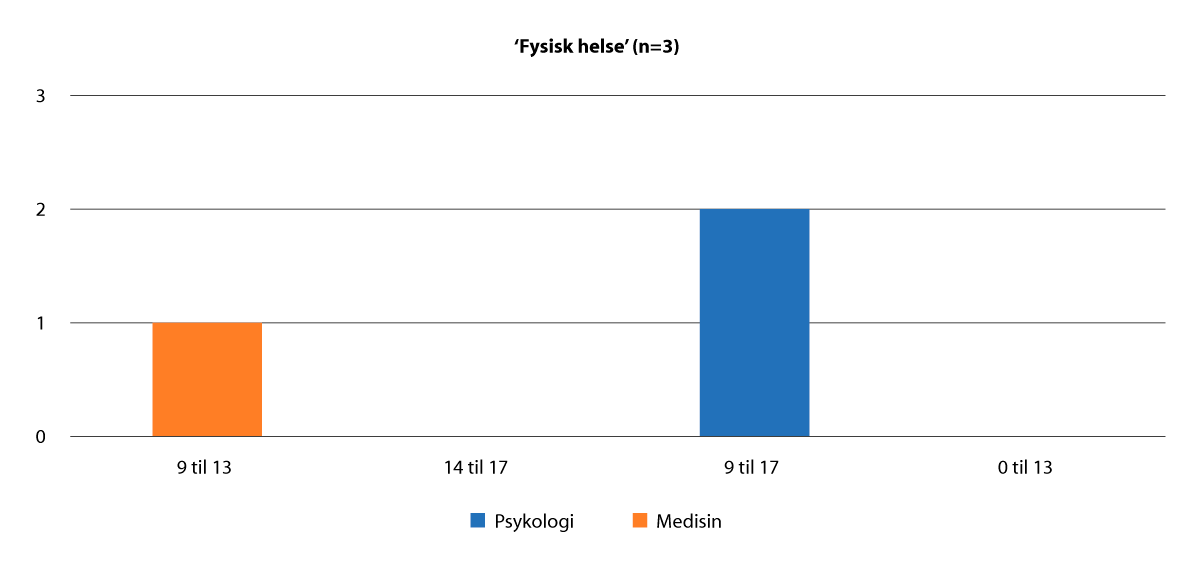 ‘Fysisk helse’ (n=3)
3
2
1
0
9 til 13 14 til 17 9 til 17 0 til 13
Psykologi Medisin